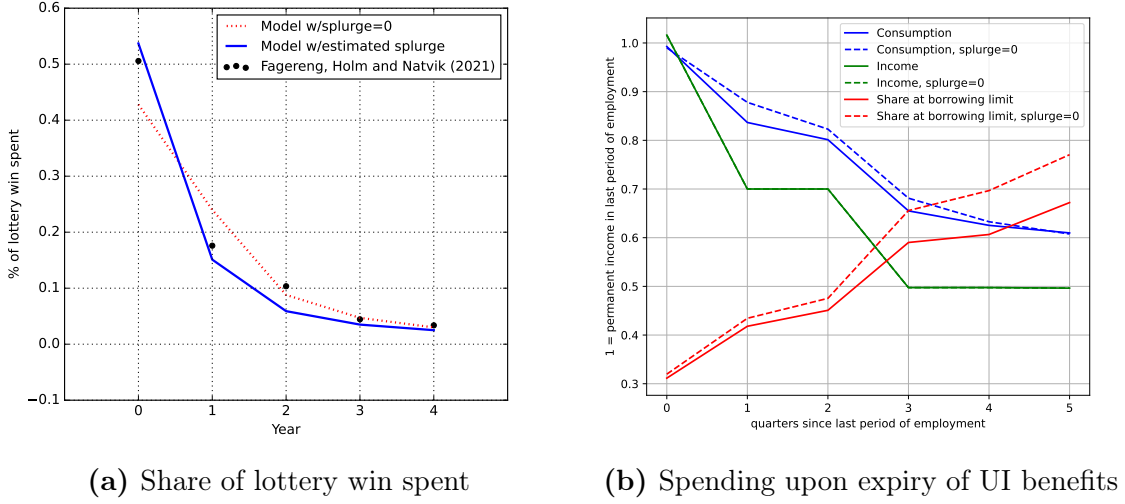 0.6
0.5
0.4
0.3
0.2
0.1
0.0
−0.1
% of lottery win spent
0
1
2
3
4
Year
Model w/splurge=0
Model w/estimated splurge
Fagereng, Holm and Natvik (2021)
(a) Share of lottery win spent
1.0
0.9
0.8
0.7
0.6
0.5
0.4
0.3
1 = permanent income in last period of employment
0
1
2
3
4
5
quarters since last period of employment
Consumption
Consumption, splurge=0
Income
Income, splurge=0
Share at borrowing limit
Share at borrowing limit, splurge=0
(b) Spending upon expiry of UI benefits